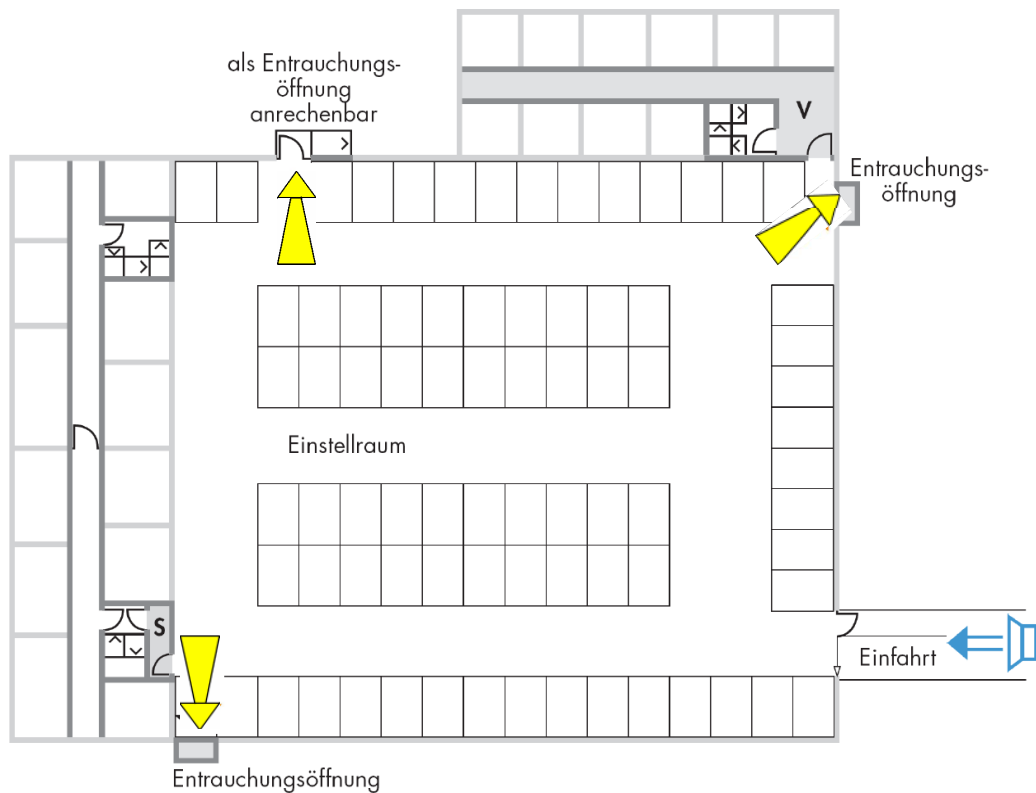 als Entrauchungs-
öffnung
anrechenbar
V
Entrauchungs-
öffnung
Einstellraum
S
Einfahrt
Entrauchungsöffnung